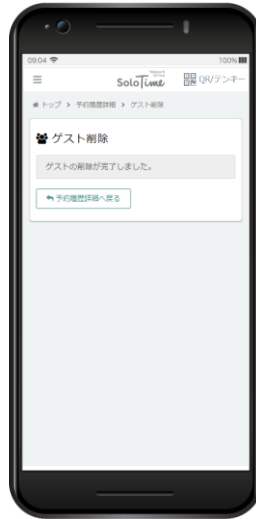 09:04 100%
SoloTime QR/テンキー
トップ > 予約履歴詳細 > ゲスト削除
ゲスト削除
ゲストの削除が完了しました。
予約履歴詳細へ戻る